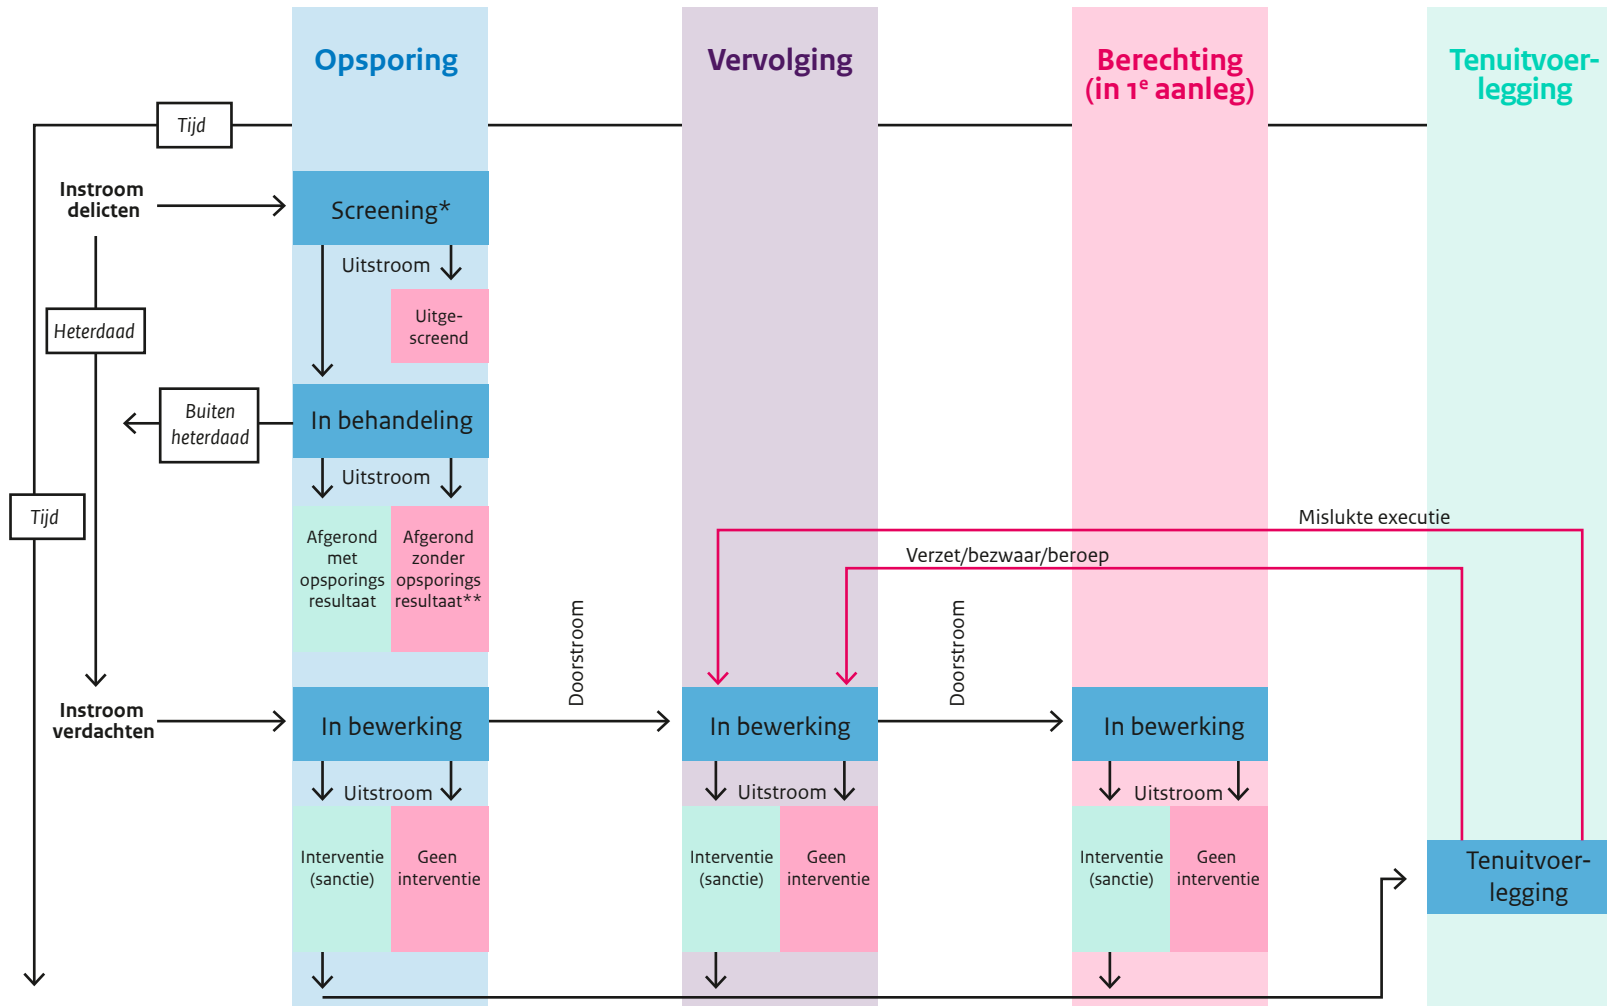 Opsporing
Vervolging
Berechting
(in 1e aanleg)
Tenuitvoer-
legging
Tijd
Instroom
delicten
Screening*
Uitstroom
Uitge-
screend
Heterdaad
Buiten
heterdaad
In behandeling
Uitstroom
Tijd
Afgerond
met
opsporings
resultaat
Afgerond
zonder
opsporings
resultaat**
Mislukte executie
Verzet/bezwaar/beroep
Doorstroom
Doorstroom
Instroom
verdachten
In bewerking
In bewerking
In bewerking
Uitstroom
Uitstroom
Uitstroom
Interventie
(sanctie)
Geen
interventie
Interventie
(sanctie)
Geen
interventie
Interventie
(sanctie)
Geen
interventie
Tenuitvoer-
legging